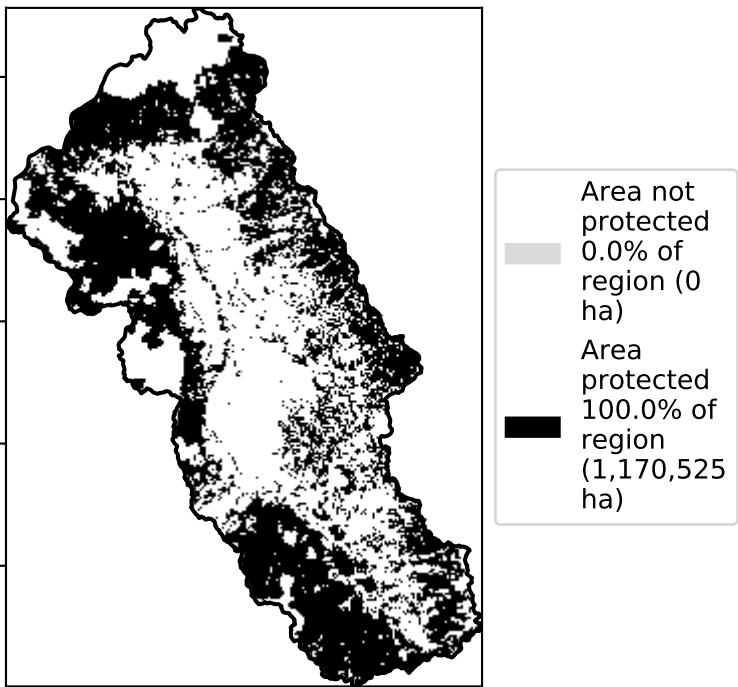 Area not
protected
0.0% of
region (0
ha)
Area
protected
100.0% of
region
(1,170,525
ha)